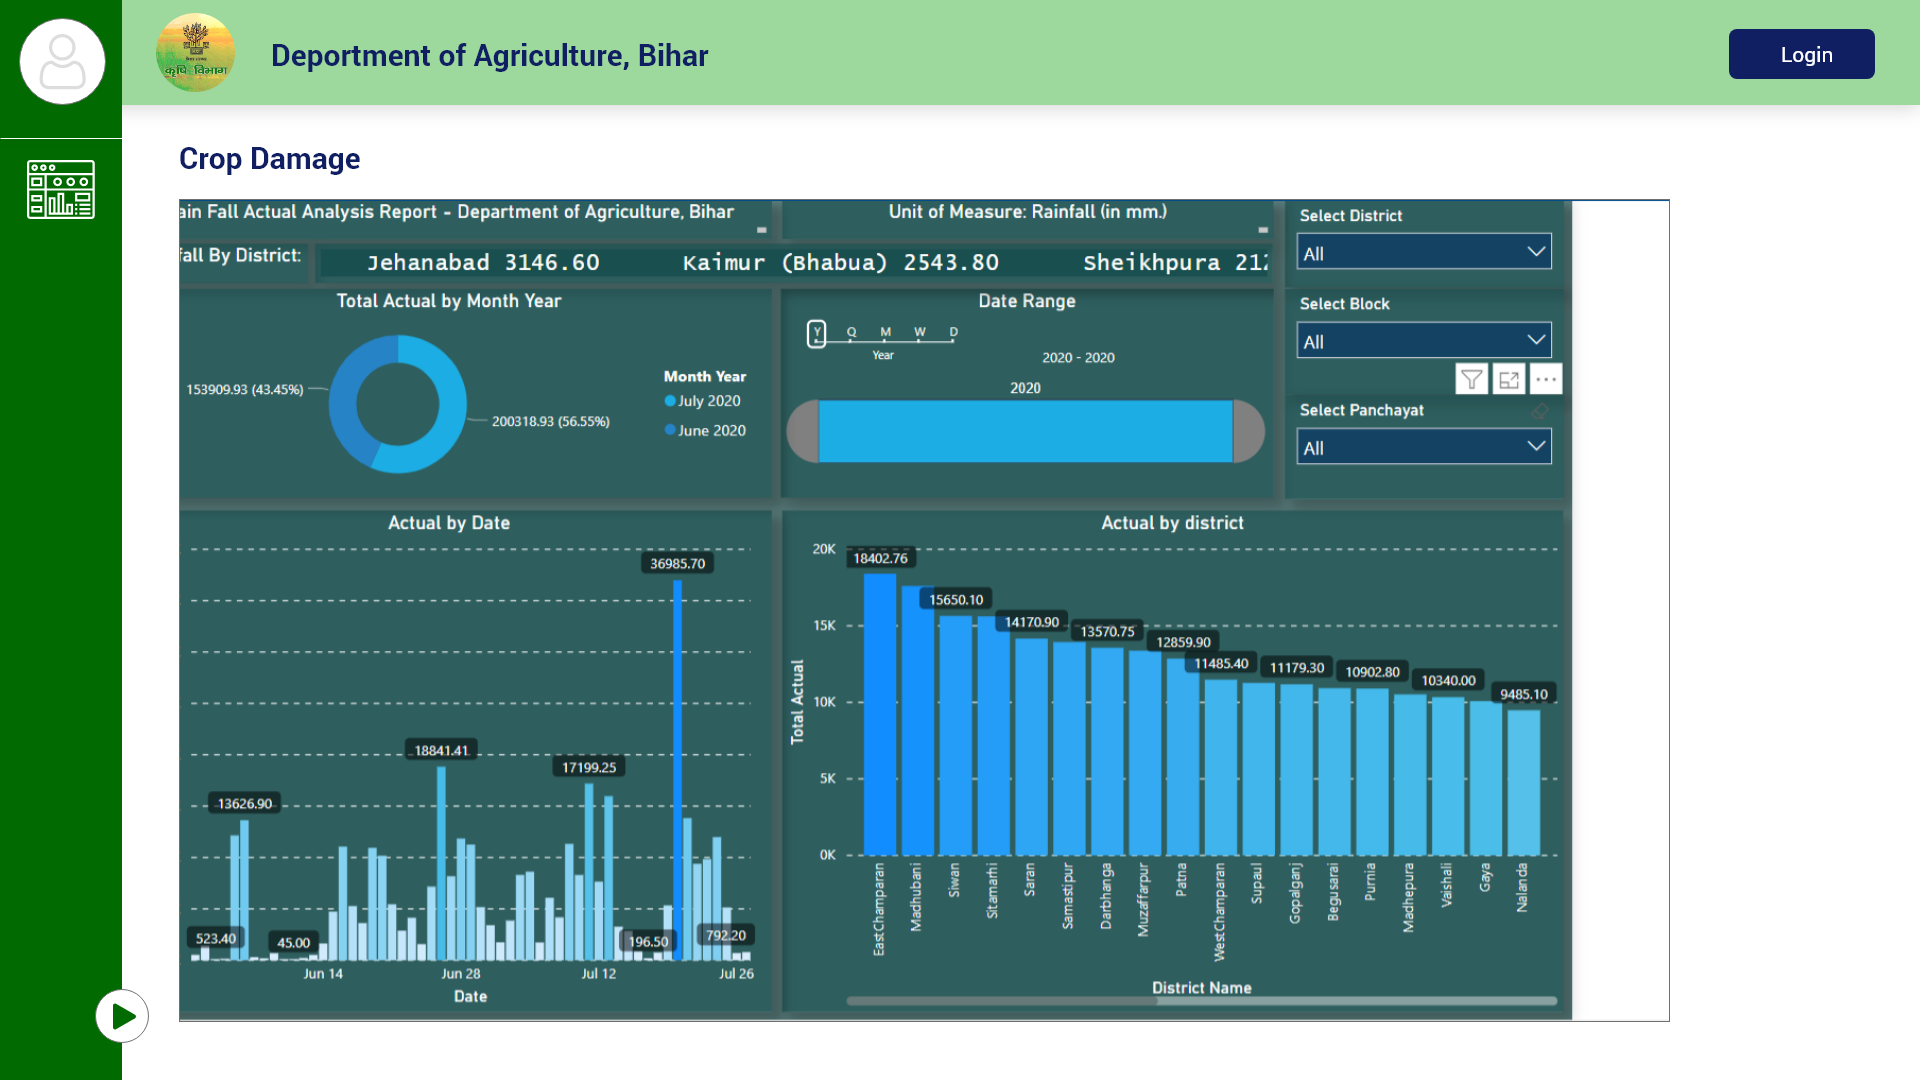 Deportment of Agriculture, Bihar
Login
कृषि विभाग
Crop Damage
ain Fall Actual Analysis Report - Department of Agriculture, Bihar
Unit of Measure: Rainfall (in mm.)
fall By District:
Jehanabad 3146.60 Kaimur (Bhabua) 2543.80 Sheikhpura 212
Select District
All
Select Block
All
Select Panchayat
All
Total Actual by Month Year
153909.93 (43.45%)
200318.93 (56.55%)
Month Year
July 2020
June 2020
Date Range
Y Q M W D
Year
2020 - 2020
2020
Actual by Date
36985.70
18841.41
17199.25
13626.90
523.40
45.00
196.50
792.20
Jun 14 Jun 28 Jul 12 Jul 26
Date
Actual by district
Total Actual
20K
15K
10K
5K
0K
18402.76
15650.10
14170.90
13570.75
12859.90
11485.40
11179.30
10902.80
10340.00
9485.10
EastChamparan
Madhubani
Siwan
Sitamarhi
Saran
Samastipur
Darbhanga
Muzaffarpur
Patna
WestChamparan
Supaul
Gopalganj
Begusarai
Purnia
Madhepura
Vaishali
Gaya
Nalanda
District Name